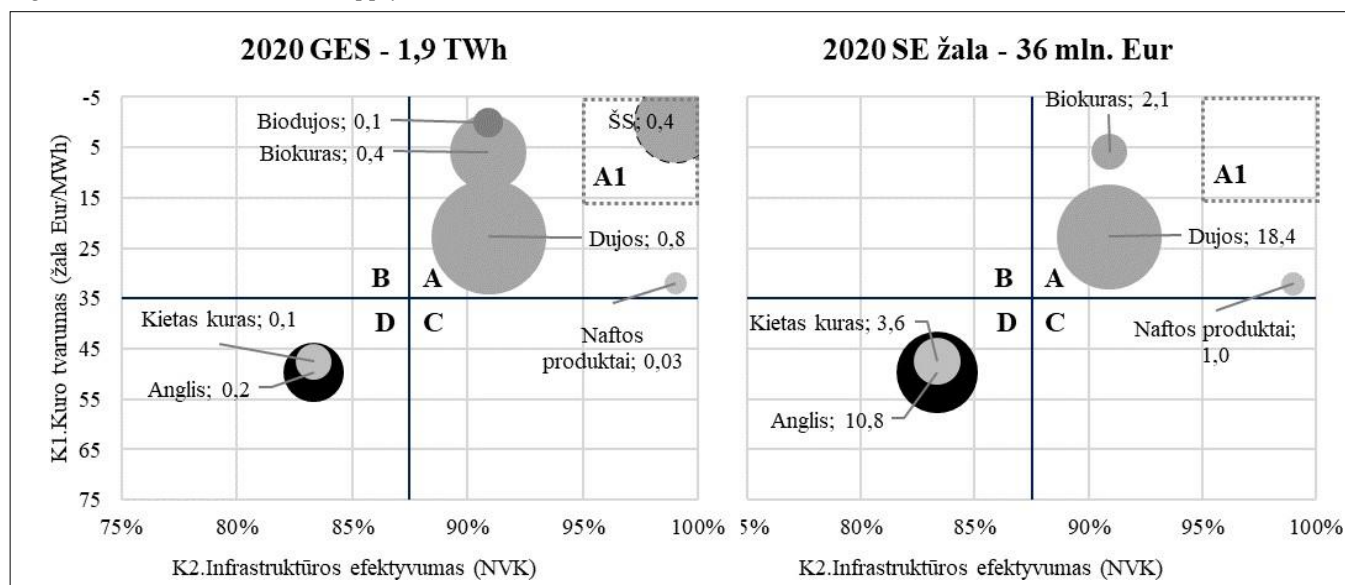 2020 GES - 1,9 TWh
-5
5
15
25
35
45
55
65
75
K1.Kuro tvarumas (žala Eur/MWh)
Biodujos; 0,1
Biokuras; 0,4
ŠS; 0,4
A1
Dujos; 0,8
B
A
D
C
Kietas kuras; 0,1
Anglis; 0,2
Naftos
produktai; 0,03
75%
80%
85%
90%
95%
100%
K2.Infrastruktūros efektyvumas (NVK)
2020 SE žala - 36 mln. Eur
Biokuras; 2,1
A1
Dujos; 18,4
B
A
D
C
Kietas kuras; 3,6
Anglis; 10,8
Naftos produktai;
1,0
5%
80%
85%
90%
95%
100%
K2.Infrastruktūros efektyvumas (NVK)